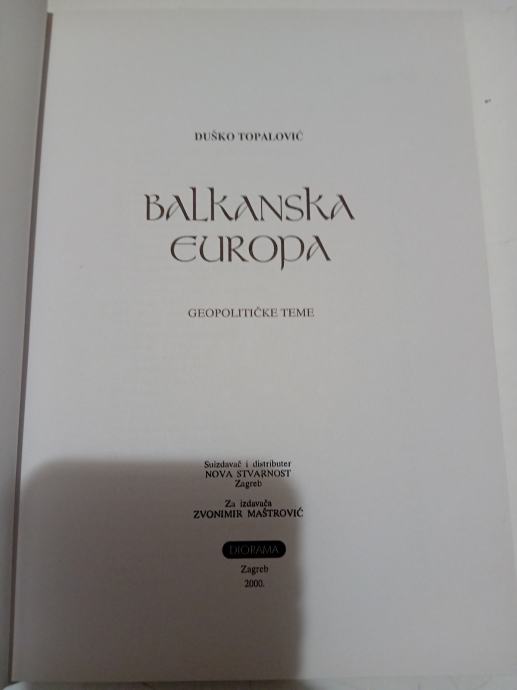 DUŠKO TOPALOVIĆ
BALKANSKA
EUROPA
GEOPOLITIČKE TEME
Suizdavač i distributer
NOVA STVARNOST
Zagreb
Za izdavača
ZVONIMIR MAŠTROVIĆ
DIORAMA
Zagreb
2000.